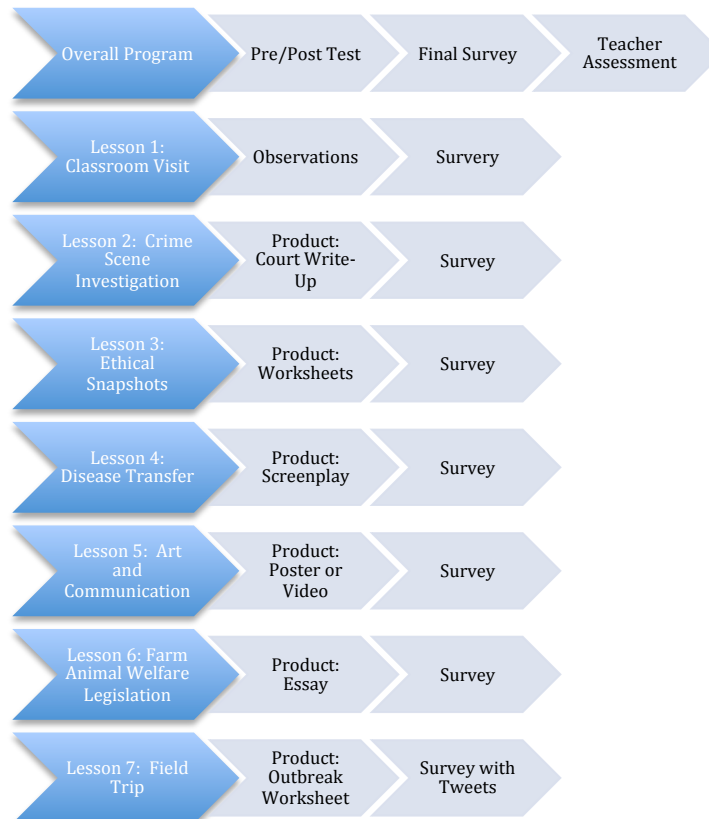 Overall Program
Pre/Post Test
Final Survey
Teacher
Assessment
Lesson 1:
Classroom Visit
Observations
Survery
Lesson 2:  Crime
Scene
Investigation
Product:
Court Write-
Up
Survey
Lesson 3:
Ethical
Snapshots
Product:
Worksheets
Survey
Lesson 4:
Disease Transfer
Product:
Screenplay
Survey
Lesson 5:  Art
and
Communication
Product:
Poster or
Video
Survey
Lesson 6: Farm
Animal Welfare
Legislation
Product:
Essay
Survey
Lesson 7:  Field
Trip
Product:
Outbreak
Worksheet
Survey with
Tweets